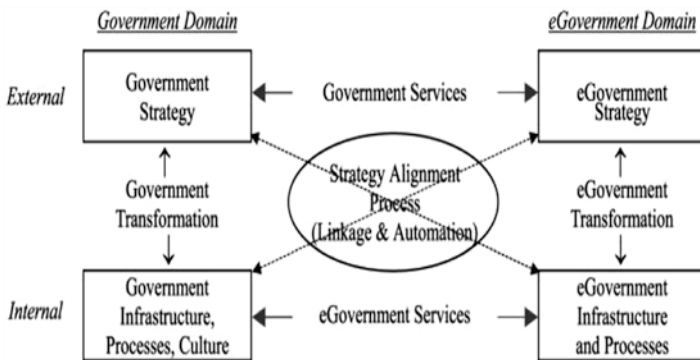 Government Domain
eGovernment Domain
External
Government
Strategy
Government Services
eGovernment
Strategy
Government
Transformation
Strategy Alignment
Process
(Linkage & Automation)
eGovernment
Transformation
Internal
Government
Infrastructure,
Processes, Culture
eGovernment Services
eGovernment
Infrastructure
and Processes